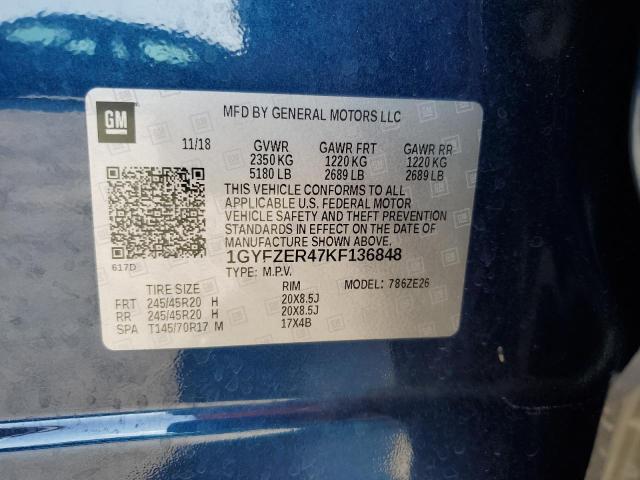 GM
MFD BY GENERAL MOTORS LLC
11/18 GVWR GAWR FRT GAWR RR
2350 KG 1220 KG 1220 KG
5180 LB 2689 LB 2689 LB
THIS VEHICLE CONFORMS TO ALL
APPLICABLE U.S. FEDERAL MOTOR
VEHICLE SAFETY AND THEFT PREVENTION
STANDARDS IN EFFECT ON THE DATE OF
MANUFACTURE SHOWN ABOVE.
617D
1GYFZER47KF136848
TYPE: M.P.V. MODEL: 786ZE26
TIRE SIZE RIM
FRT 245/45R20 H 20X8.5J
RR 245/45R20 H 20X8.5J
SPA T145/70R17 M 17X4B